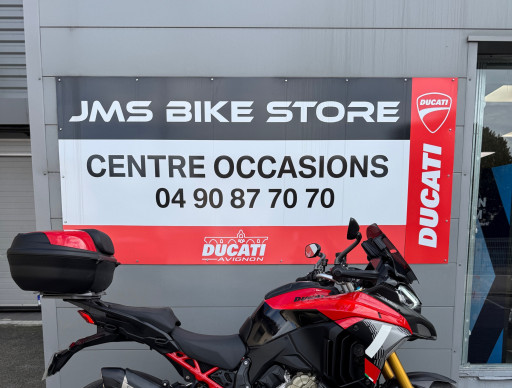 JMS BIKE STORE
DUCATI
CENTRE OCCASIONS
04 90 87 70 70
DUCATI
AVIGNON
DUCATI